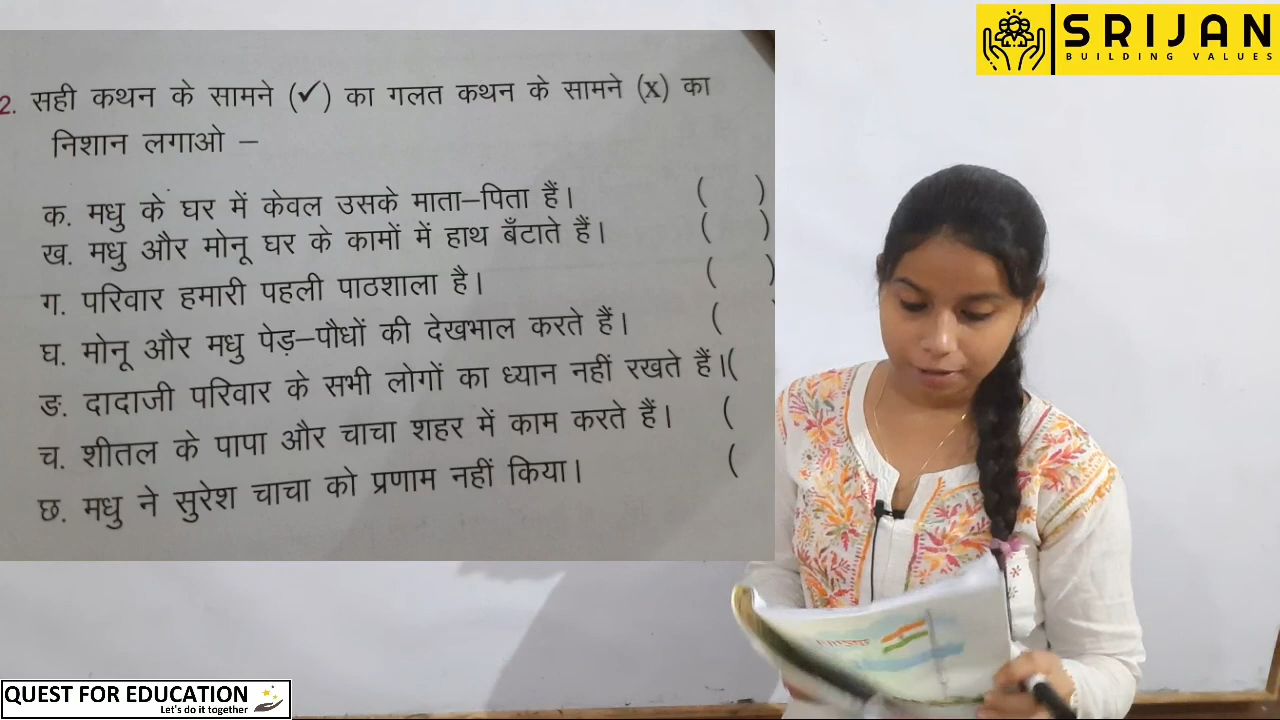 SRIJAN
BUILDING VALUES
2. सही कथन के सामने (✓) का गलत कथन के सामने (x) का
निशान लगाओ –
क. मधु के घर में केवल उसके माता–पिता हैं। ( )
ख. मधु और मोनू घर के कामों में हाथ बँटाते हैं। ( )
ग. परिवार हमारी पहली पाठशाला है। ( )
घ. मोनू और मधु पेड़–पौधों की देखभाल करते हैं। (
ङ. दादाजी परिवार के सभी लोगों का ध्यान नहीं रखते हैं। (
च. शीतल के पापा और चाचा शहर में काम करते हैं। (
छ. मधु ने सुरेश चाचा को प्रणाम नहीं किया। (
QUEST FOR EDUCATION
Let's do it together